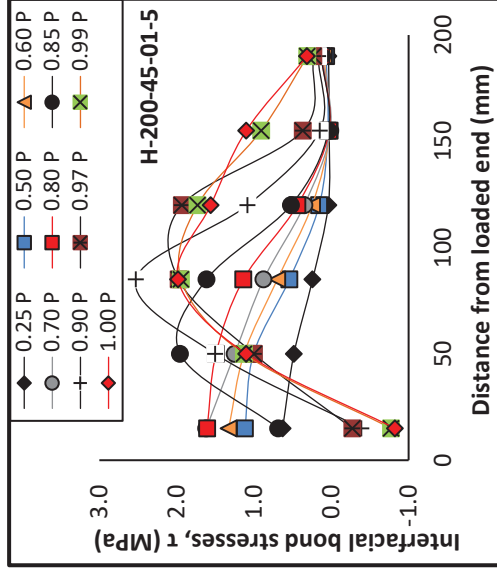 0.25 P 0.50 P 0.60 P
0.70 P 0.80 P 0.85 P
0.90 P 0.97 P 0.99 P
1.00 P
H-200-45-01-5
3.0
2.0
1.0
0.0
-1.0
Interfacial bond stresses, τ (MPa)
0 50 100 150 200
Distance from loaded end (mm)